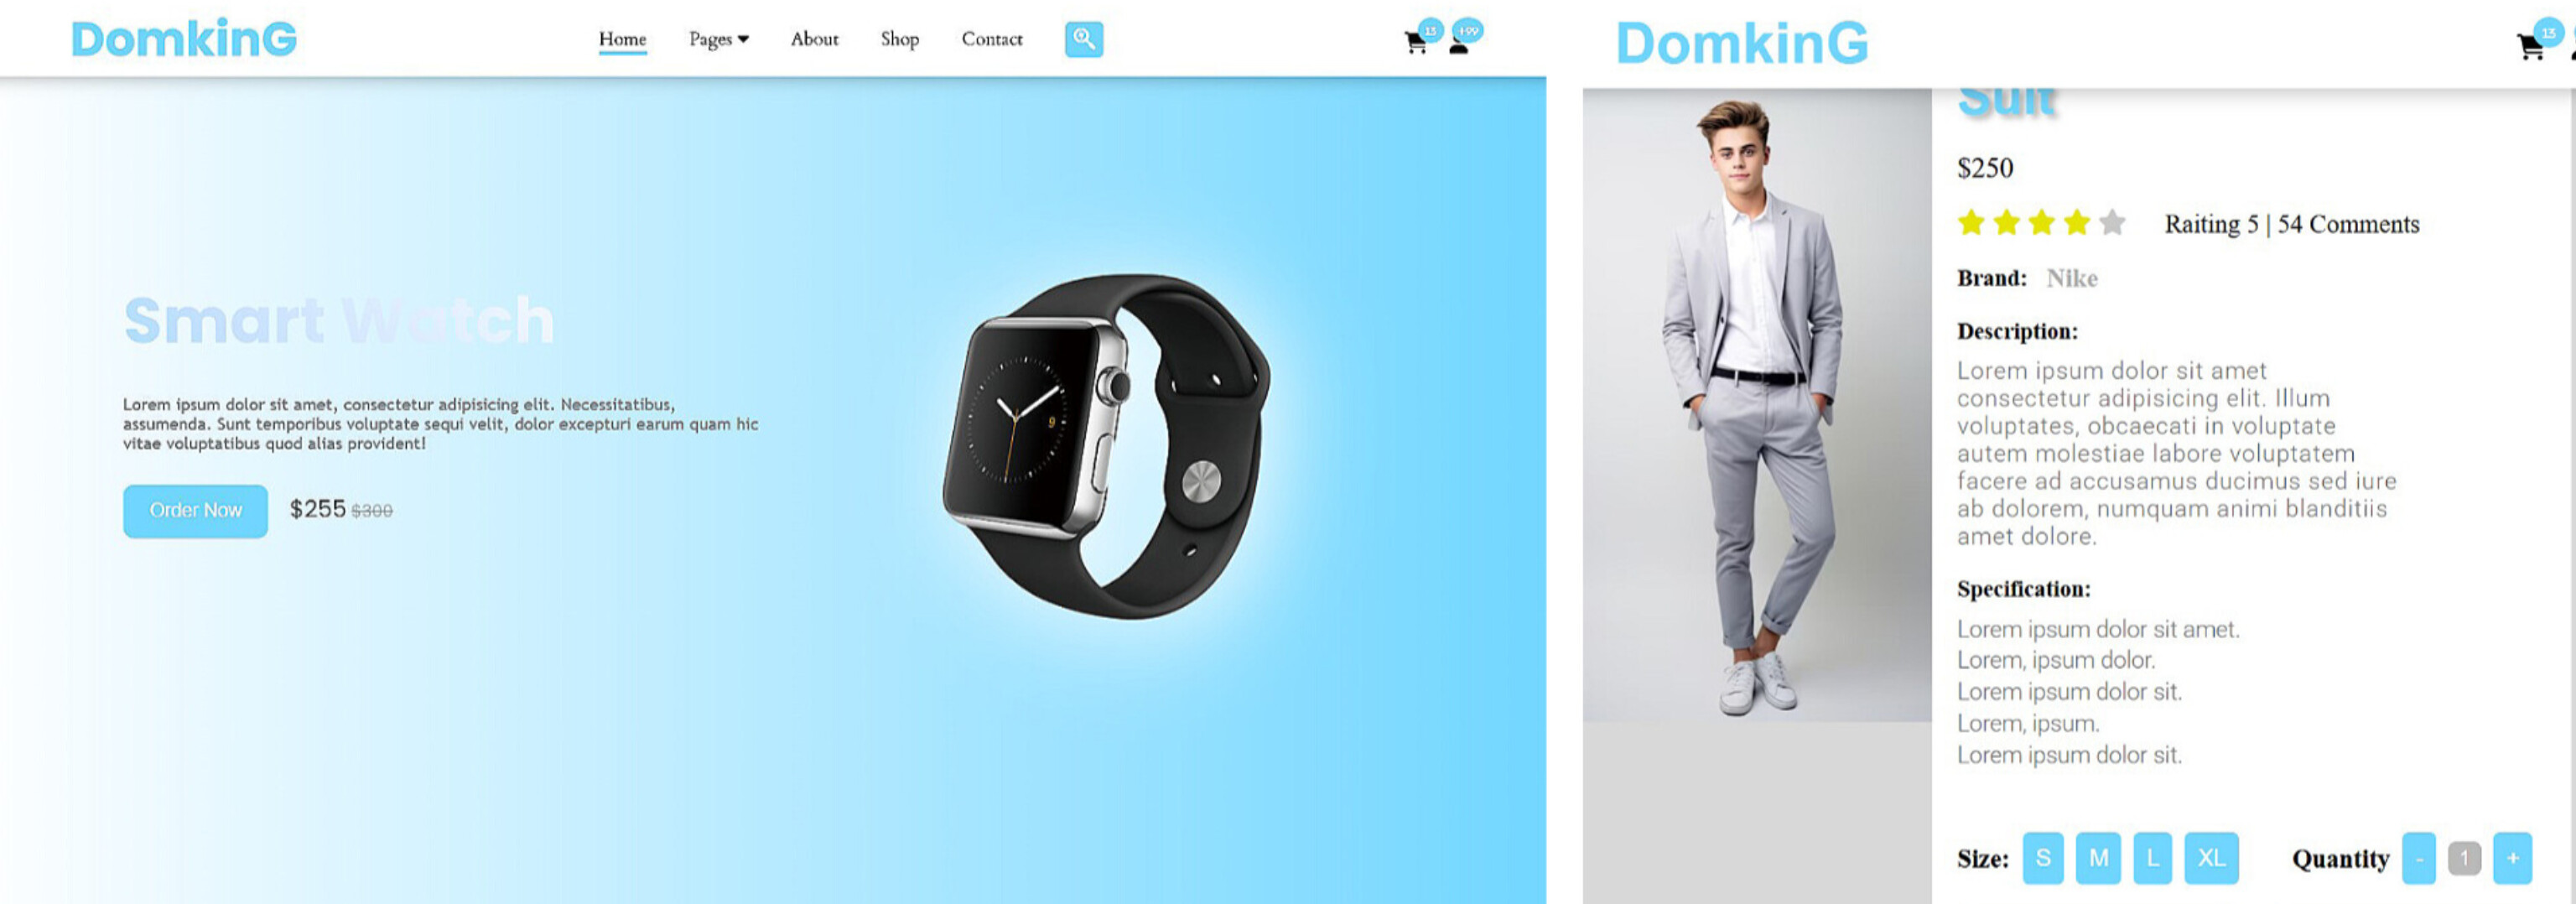 DomkinG
Home Pages About Shop Contact
13 +99
Smart Watch
Lorem ipsum dolor sit amet, consectetur adipisicing elit. Necessitatibus,
assumenda. Sunt temporibus voluptate sequi velit, dolor excepturi earum quam hic
vitae voluptatibus quod alias provident!
Order Now $255 $300
9
DomkinG
13
Suit
$250
Raiting 5 | 54 Comments
Brand: Nike
Description:
Lorem ipsum dolor sit amet
consectetur adipisicing elit. Illum
voluptates, obcaecati in voluptate
autem molestiae labore voluptatem
facere ad accusamus ducimus sed iure
ab dolorem, numquam animi blanditiis
amet dolore.
Specification:
Lorem ipsum dolor sit amet.
Lorem, ipsum dolor.
Lorem ipsum dolor sit.
Lorem, ipsum.
Lorem ipsum dolor sit.
Size: S M L XL Quantity - 1 +